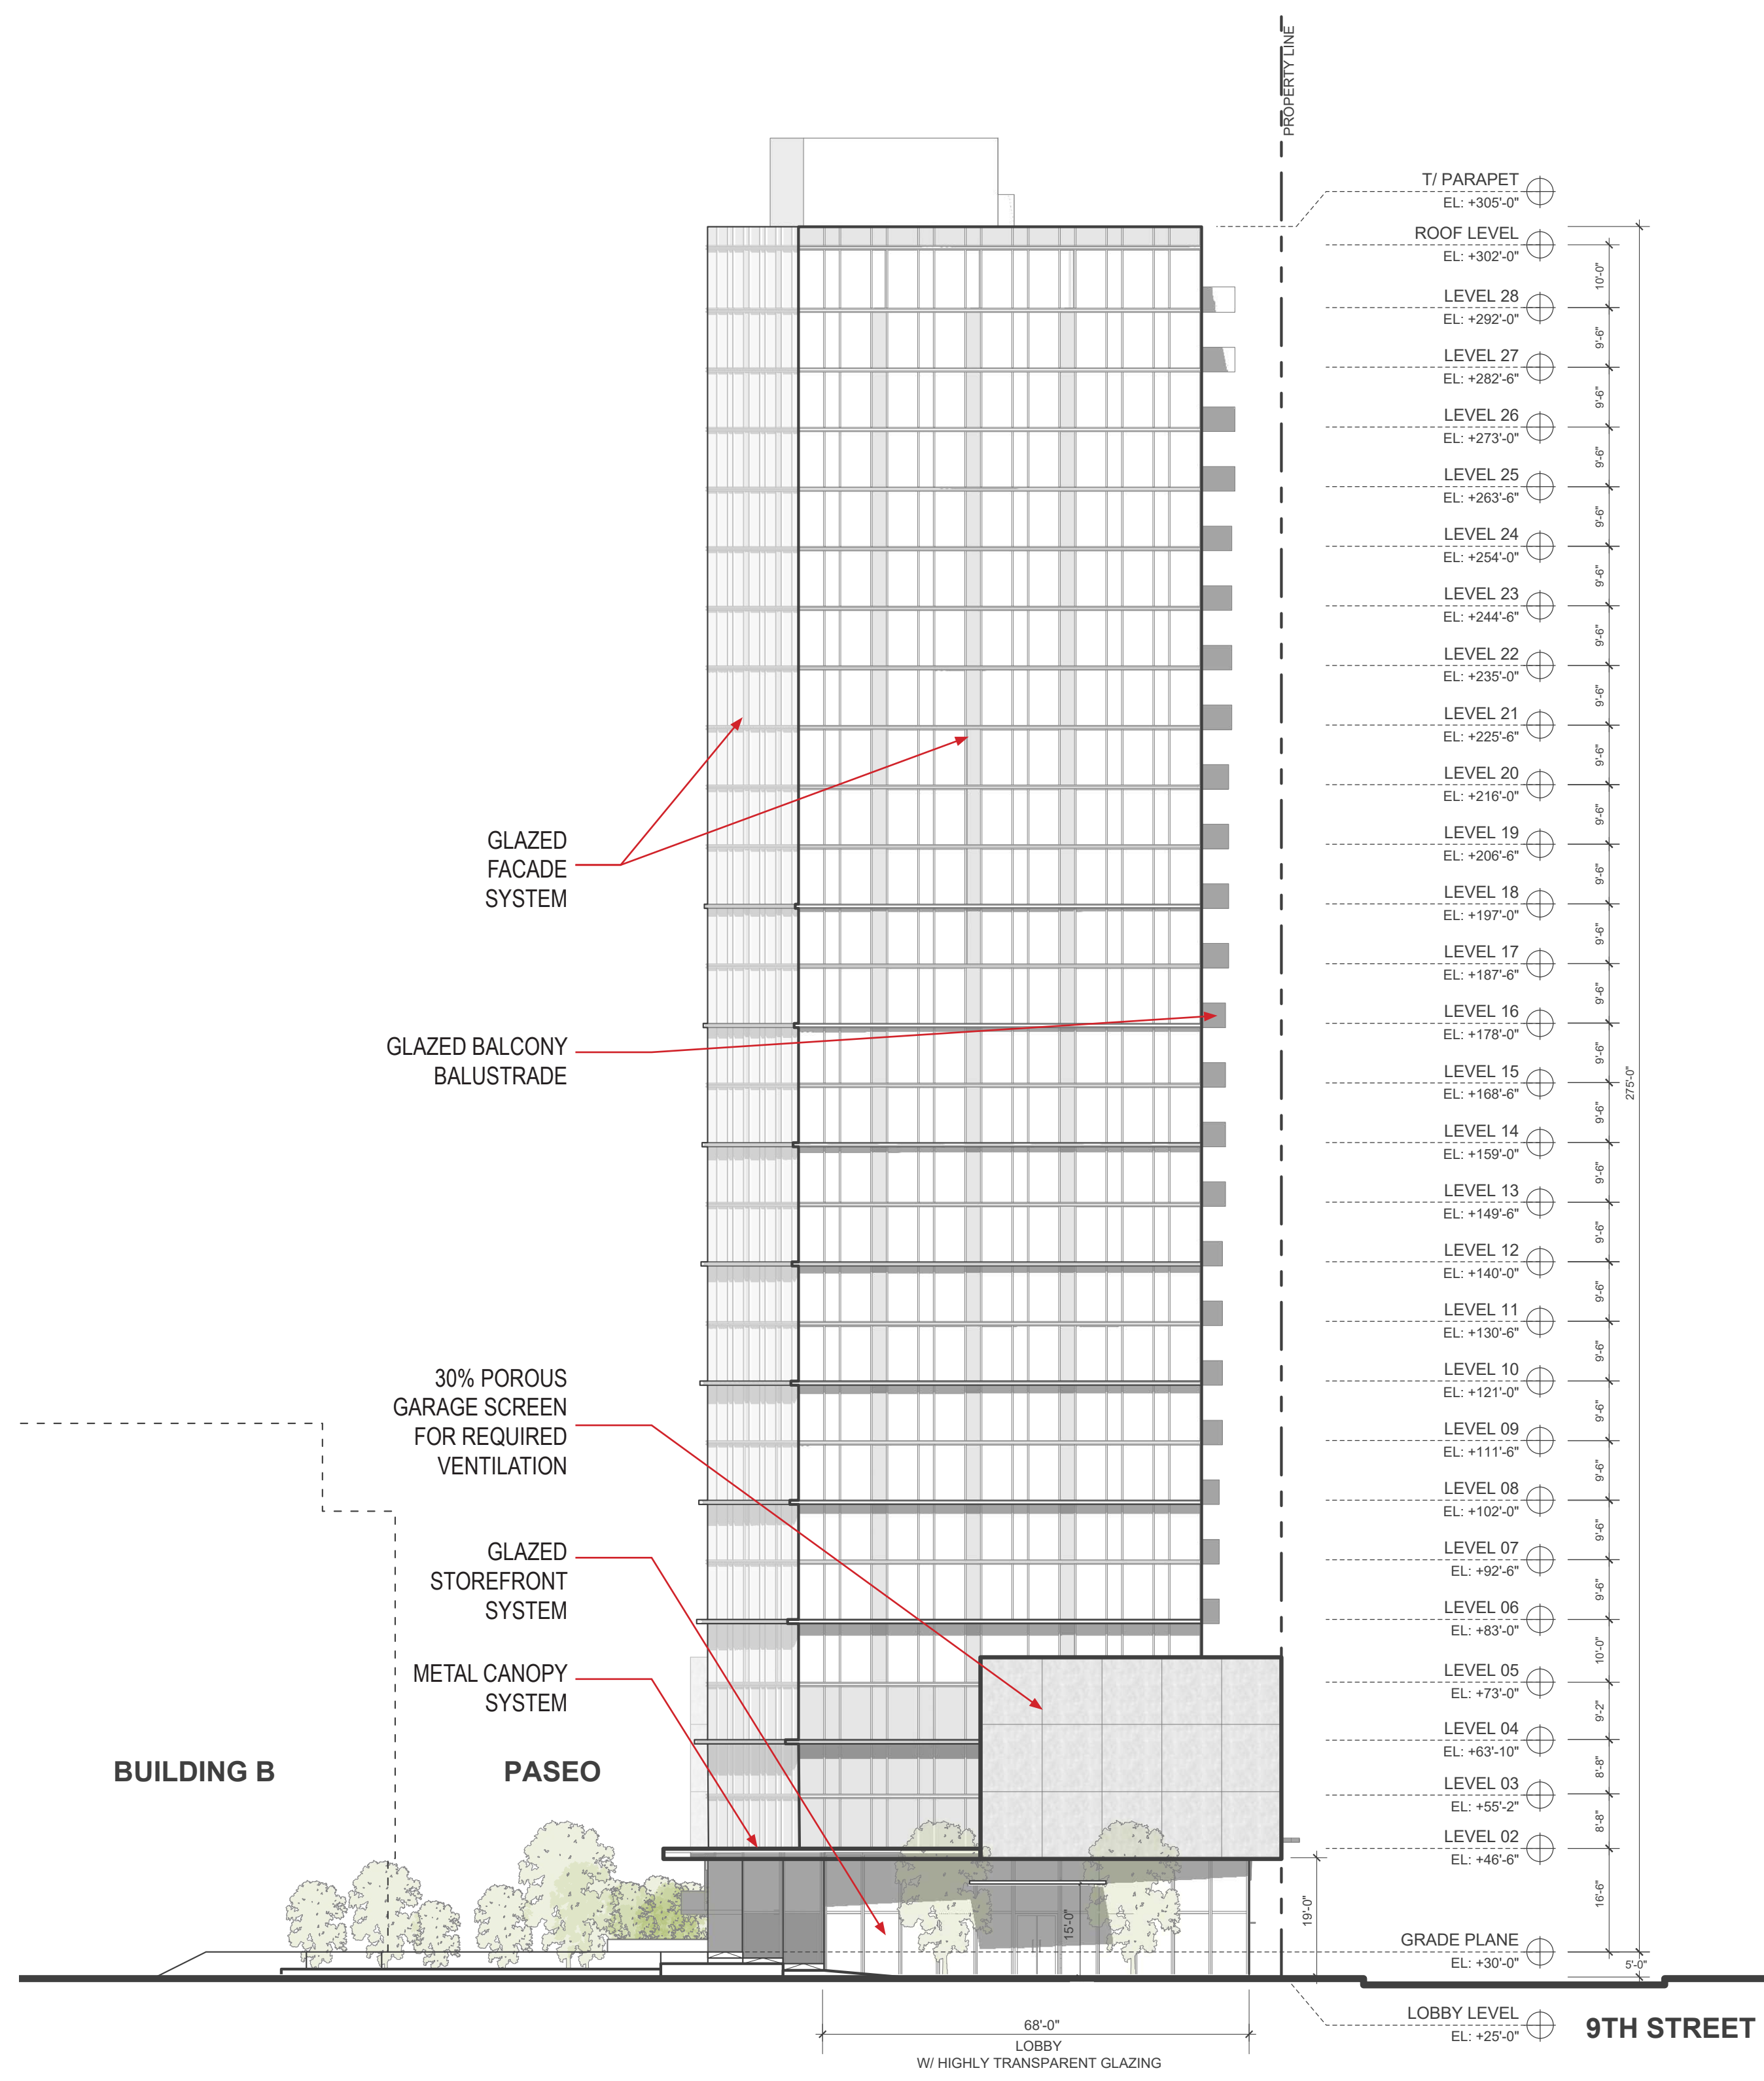 PROPERTY LINE
T/ PARAPET
EL: +305'-0"
ROOF LEVEL
EL: +302'-0"
10'-0"
LEVEL 28
EL: +292'-0"
9'-6"
LEVEL 27
EL: +282'-6"
9'-6"
LEVEL 26
EL: +273'-0"
9'-6"
LEVEL 25
EL: +263'-6"
9'-6"
LEVEL 24
EL: +254'-0"
9'-6"
LEVEL 23
EL: +244'-6"
9'-6"
LEVEL 22
EL: +235'-0"
9'-6"
LEVEL 21
EL: +225'-6"
9'-6"
LEVEL 20
EL: +216'-0"
9'-6"
LEVEL 19
EL: +206'-6"
9'-6"
LEVEL 18
EL: +197'-0"
9'-6"
LEVEL 17
EL: +187'-6"
9'-6"
LEVEL 16
EL: +178'-0"
9'-6"
LEVEL 15
EL: +168'-6"
9'-6"
LEVEL 14
EL: +159'-0"
9'-6"
LEVEL 13
EL: +149'-6"
9'-6"
LEVEL 12
EL: +140'-0"
9'-6"
LEVEL 11
EL: +130'-6"
9'-6"
LEVEL 10
EL: +121'-0"
9'-6"
LEVEL 09
EL: +111'-6"
9'-6"
LEVEL 08
EL: +102'-0"
9'-6"
LEVEL 07
EL: +92'-6"
9'-6"
LEVEL 06
EL: +83'-0"
10'-0"
LEVEL 05
EL: +73'-0"
9'-2"
LEVEL 04
EL: +63'-10"
8'-8"
LEVEL 03
EL: +55'-2"
8'-8"
LEVEL 02
EL: +46'-6"
16'-6"
GRADE PLANE
EL: +30'-0"
5'-0"
LOBBY LEVEL
EL: +25'-0"
275'-0"
9TH STREET
GLAZED
FACADE
SYSTEM
GLAZED BALCONY
BALUSTRADE
30% POROUS
GARAGE SCREEN
FOR REQUIRED
VENTILATION
GLAZED
STOREFRONT
SYSTEM
METAL CANOPY
SYSTEM
BUILDING B
PASEO
15'-0"
19'-0"
68'-0"
LOBBY
W/ HIGHLY TRANSPARENT GLAZING